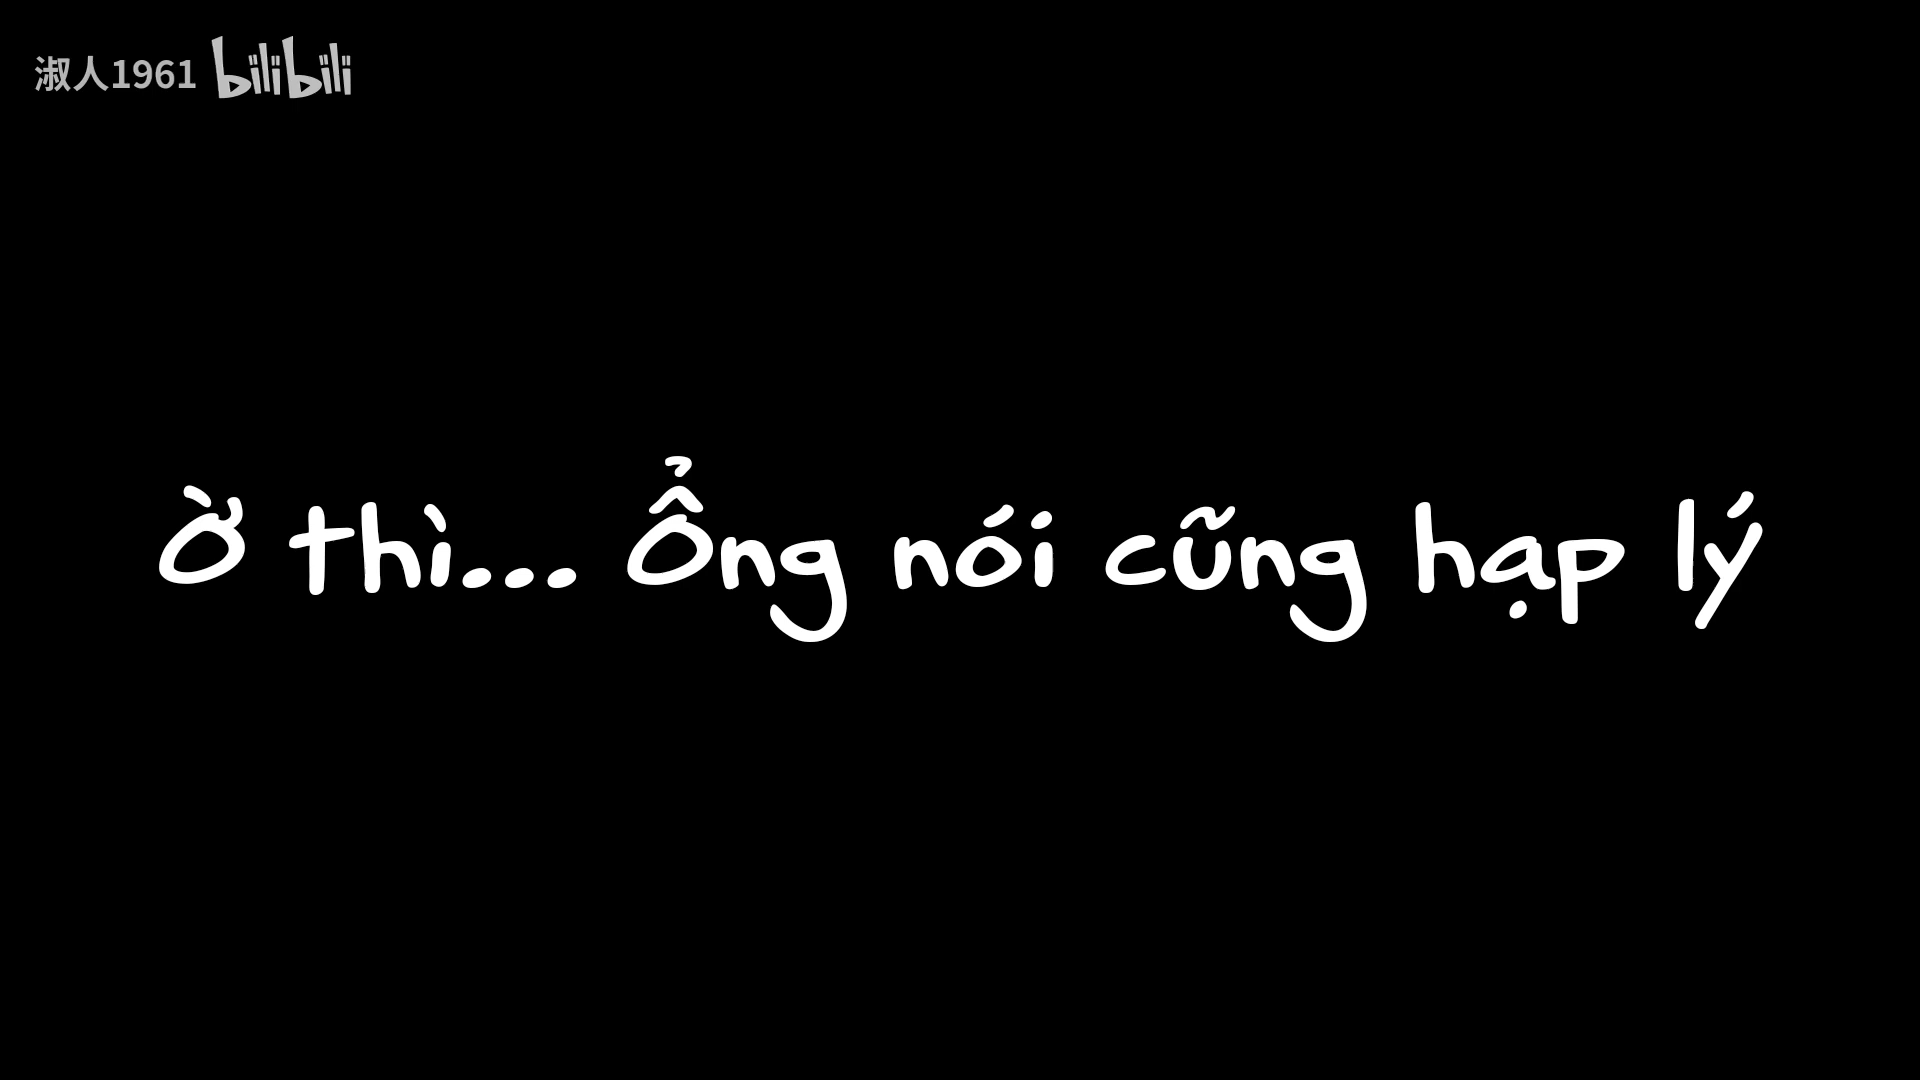 淑人1961 bilibili
Ờ thì... Ổng nói cũng hạp lý